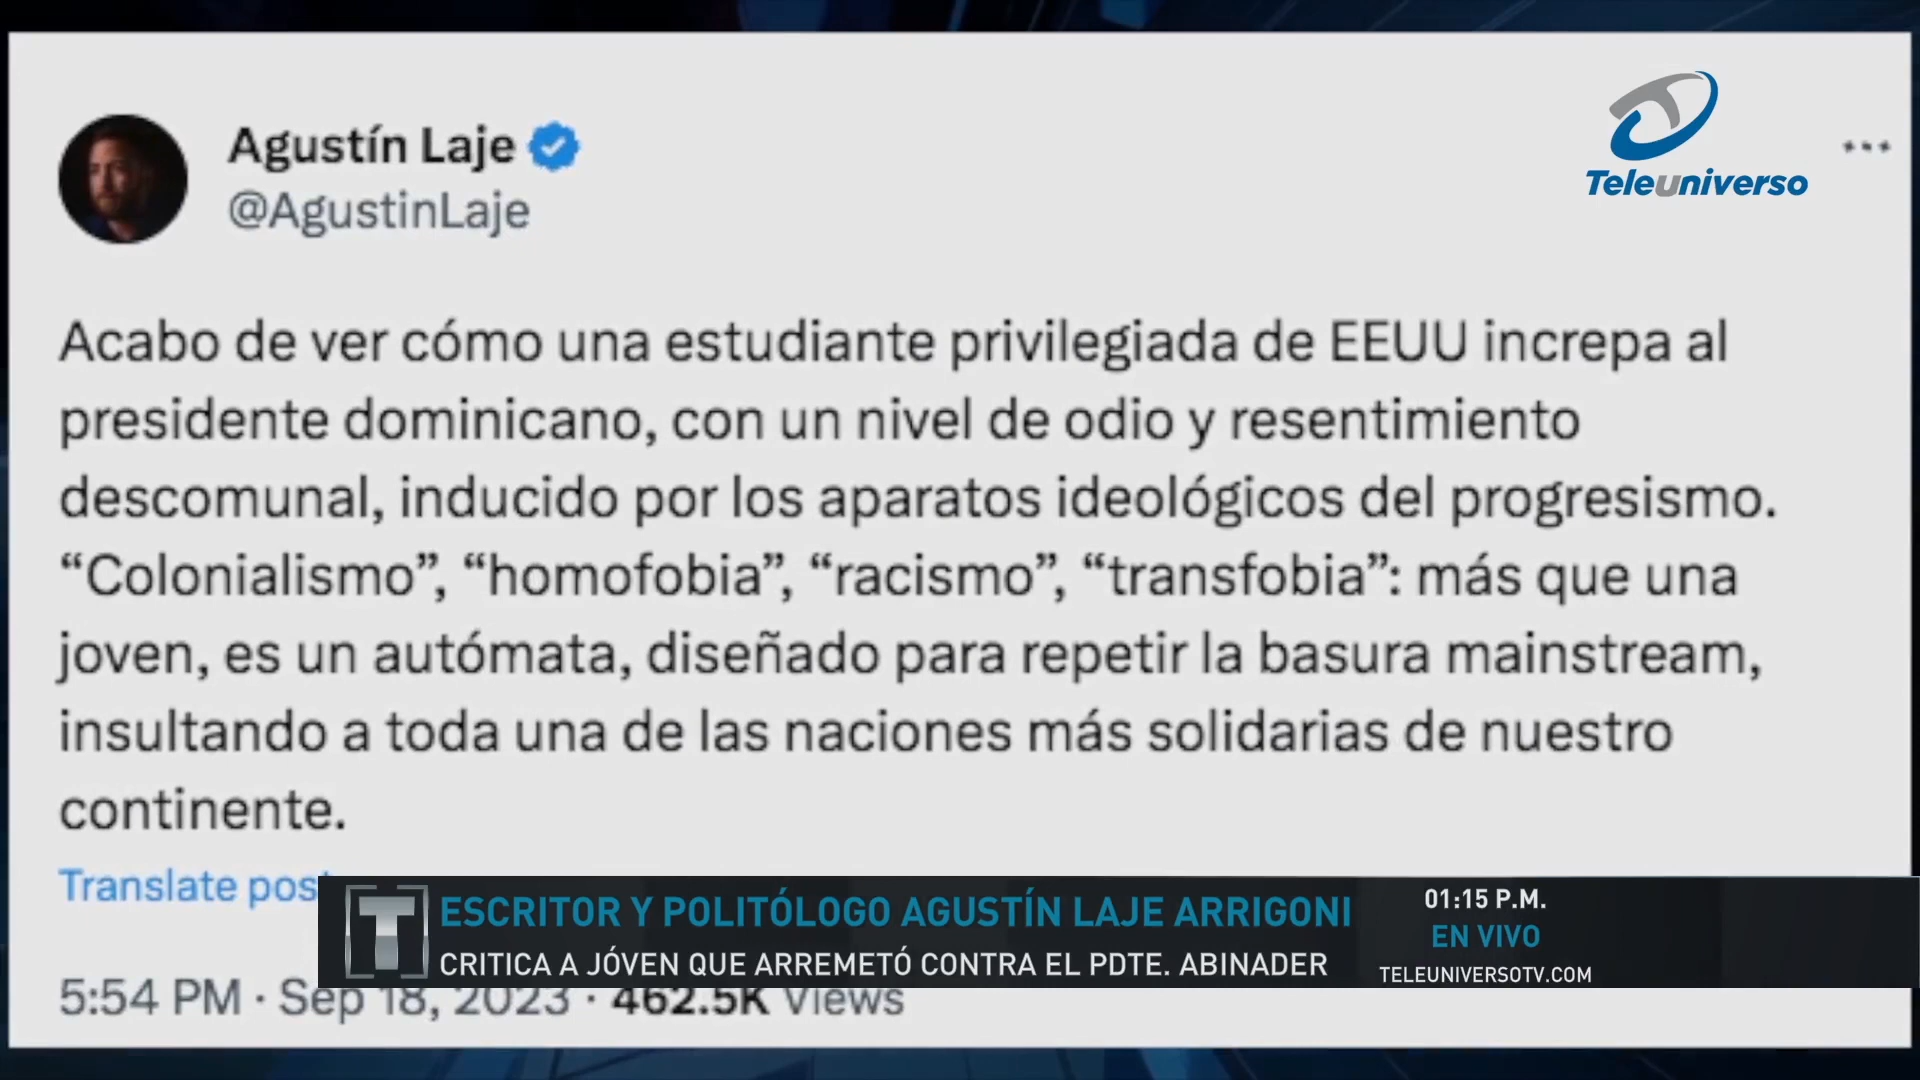 Agustín Laje
@AgustinLaje
Teleuniverso
Acabo de ver cómo una estudiante privilegiada de EEUU increpa al
presidente dominicano, con un nivel de odio y resentimiento
descomunal, inducido por los aparatos ideológicos del progresismo.
“Colonialismo”, “homofobia”, “racismo”, “transfobia”: más que una
joven, es un autómata, diseñado para repetir la basura mainstream,
insultando a toda una de las naciones más solidarias de nuestro
continente.
Translate post
T
ESCRITOR Y POLITÓLOGO AGUSTÍN LAJE ARRIGONI
CRITICA A JÓVEN QUE ARREMETÓ CONTRA EL PDTE. ABINADER
01:15 P.M.
EN VIVO
TELEUNIVERSOTV.COM
5:54 PM · Sep 18, 2023 · 462.5K Views